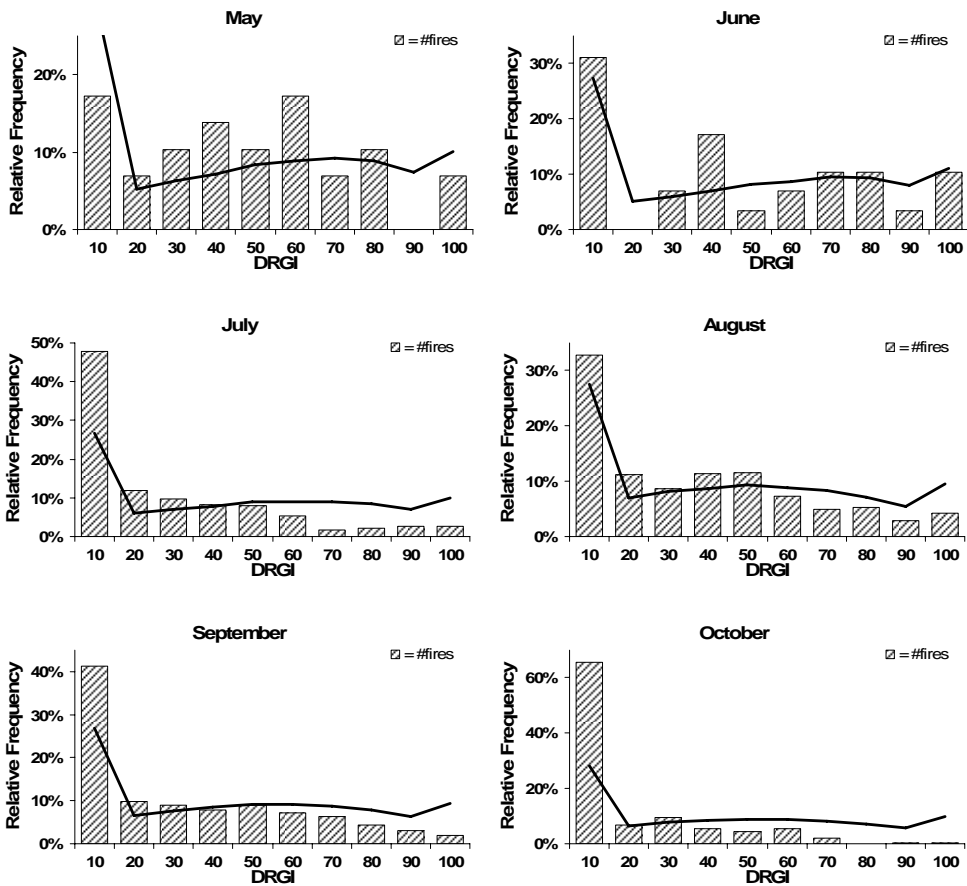 May
= #fires
20%
10%
0%
Relative Frequency
10 20 30 40 50 60 70 80 90 100
DRGI
June
= #fires
30%
20%
10%
0%
Relative Frequency
10 20 30 40 50 60 70 80 90 100
DRGI
July
= #fires
50%
40%
30%
20%
10%
0%
Relative Frequency
10 20 30 40 50 60 70 80 90 100
DRGI
August
= #fires
30%
20%
10%
0%
Relative Frequency
10 20 30 40 50 60 70 80 90 100
DRGI
September
= #fires
40%
30%
20%
10%
0%
Relative Frequency
10 20 30 40 50 60 70 80 90 100
DRGI
October
= #fires
60%
40%
20%
0%
Relative Frequency
10 20 30 40 50 60 70 80 90 100
DRGI